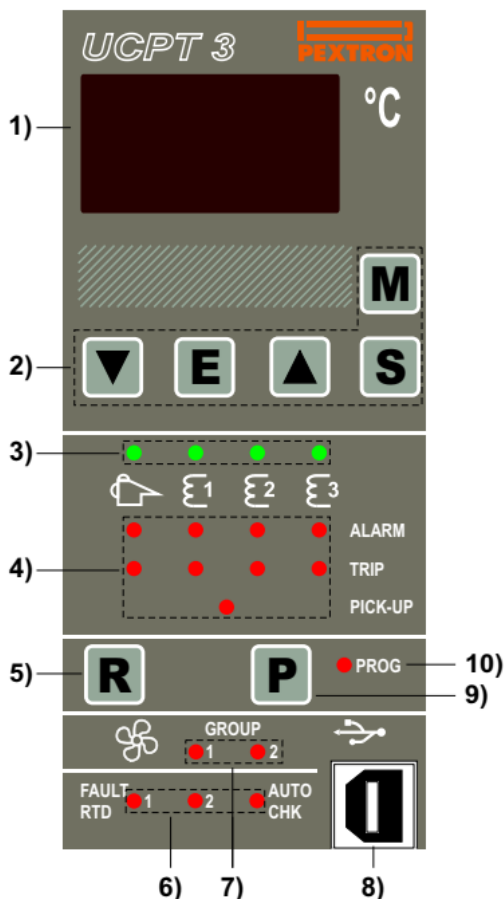 UCPT 3
PEXTRON
1)
°C
M
2)
E
S
3)
1 2 3
ALARM
4)
TRIP
PICK-UP
5)
R
P
PROG
10)
9)
GROUP
1 2
FAULT
RTD
1 2
AUTO
CHK
6) 7) 8)